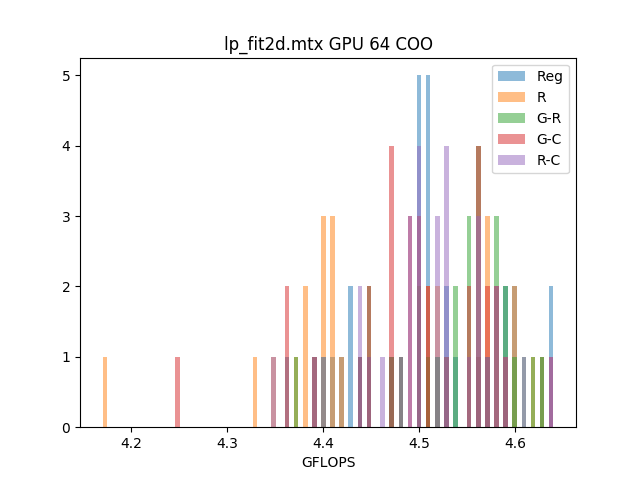 lp_fit2d.mtx GPU 64 COO
Reg
R
G-R
G-C
R-C
5
4
3
2
1
0
4.2 4.3 4.4 4.5 4.6
GFLOPS